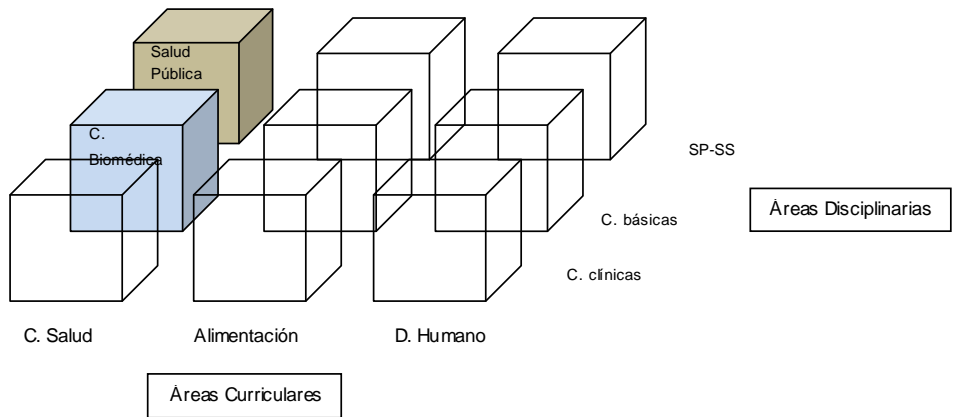 Salud
Pública
C.
Biomédica
SP-SS
Áreas Disciplinarias
C. básicas
C. clínicas
C. Salud
Alimentación
D. Humano
Áreas Curriculares